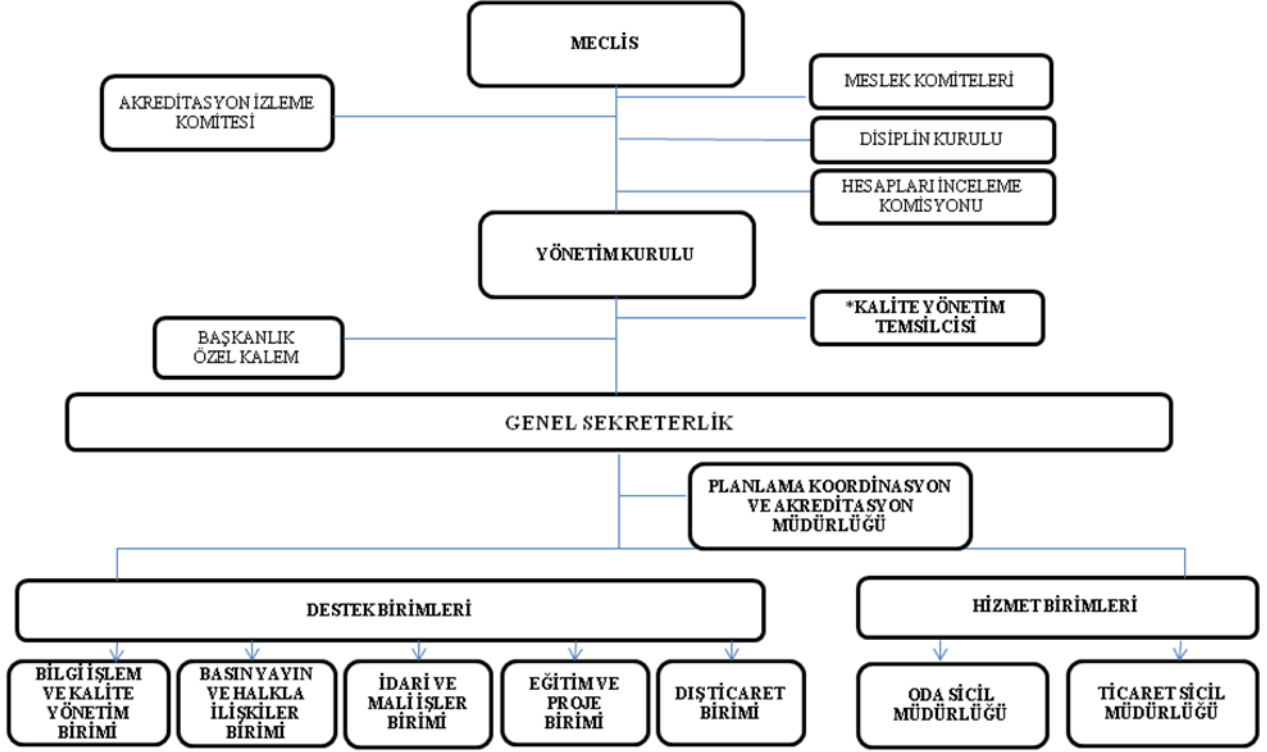 MECLİS
AKREDİTASYON İZLEME
KOMİTESİ
MESLEK KOMİTELERİ
DİSİPLİN KURULU
HESAPLARI İNCELEME
KOMİSYONU
YÖNETİM KURULU
*KALİTE YÖNETİM
TEMSİLCİSİ
BAŞKANLIK
ÖZEL KALEM
GENEL SEKRETERLİK
PLANLAMA KOORDİNASYON
VE AKREDİTASYON
MÜDÜRLÜĞÜ
DESTEK BİRİMLERİ
HİZMET BİRİMLERİ
BİLGİ İŞLEM
VE KALİTE
YÖNETİM
BİRİMİ
BASIN YAYIN
VE HALKLA
İLİŞKİLER
BİRİMİ
İDARİ VE
MALİ İŞLER
BİRİMİ
EĞİTİM VE
PROJE
BİRİMİ
DIŞ TİCARET
BİRİMİ
ODA SİCİL
MÜDÜRLÜĞÜ
TİCARET SİCİL
MÜDÜRLÜĞÜ